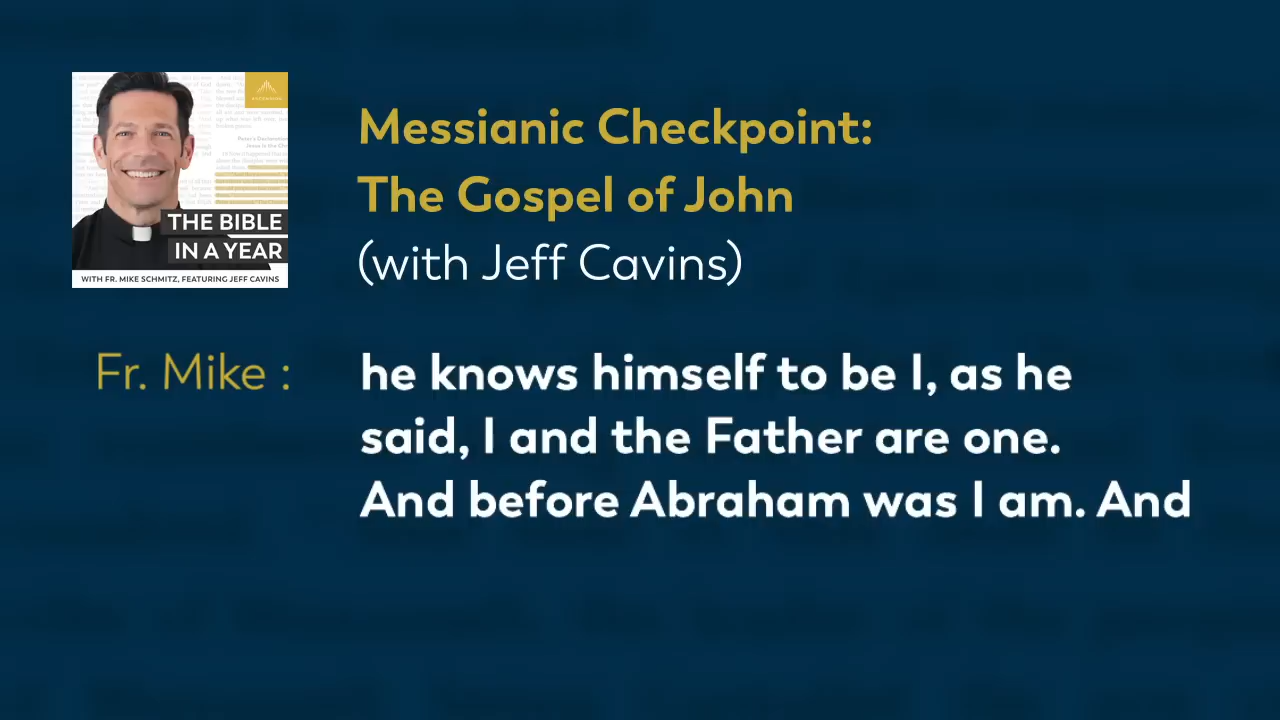 Messianic Checkpoint:
The Gospel of John
(with Jeff Cavins)
THE BIBLE
IN A YEAR
WITH FR. MIKE SCHMITZ, FEATURING JEFF CAVINS
Fr. Mike :
he knows himself to be I, as he
said, I and the Father are one.
And before Abraham was I am. And